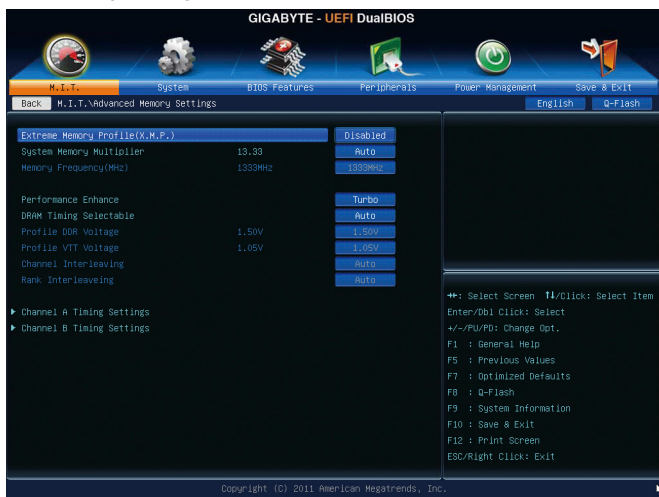 GIGABYTE - UEFI DualBIOS
M.I.T. System BIOS Features Peripherals Power Management Save & Exit
Back M.I.T.\Advanced Memory Settings English Q-Flash
Extreme Memory Profile(X.M.P.) Disabled
System Memory Multiplier 13.33 Auto
Memory Frequency(MHz) 1333MHz 1333MHz
Performance Enhance Turbo
DRAM Timing Selectable Auto
Profile DDR Voltage 1.50V 1.50V
Profile VTT Voltage 1.05V 1.05V
Channel Interleaving Auto
Rank Interleaveing Auto
Channel A Timing Settings
Channel B Timing Settings
↔: Select Screen ↑↓/Click: Select Item
Enter/Dbl Click: Select
+/-/PU/PD: Change Opt.
F1 : General Help
F5 : Previous Values
F7 : Optimized Defaults
F8 : Q-Flash
F9 : System Information
F10 : Save & Exit
F12 : Print Screen
ESC/Right Click: Exit
Copyright (C) 2011 American Megatrends, Inc.